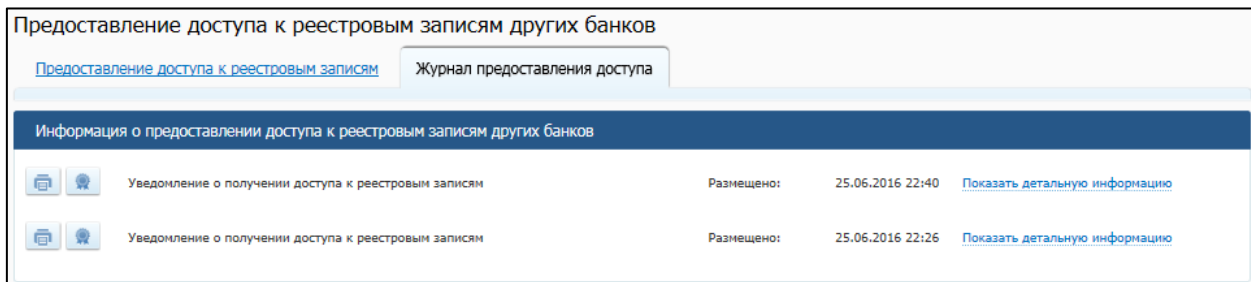 Предоставление доступа к реестровым записям других банков
Предоставление доступа к реестровым записям Журнал предоставления доступа
Информация о предоставлении доступа к реестровым записям других банков
Уведомление о получении доступа к реестровым записям Размещено: 25.06.2016 22:40 Показать детальную информацию
Уведомление о получении доступа к реестровым записям Размещено: 25.06.2016 22:26 Показать детальную информацию